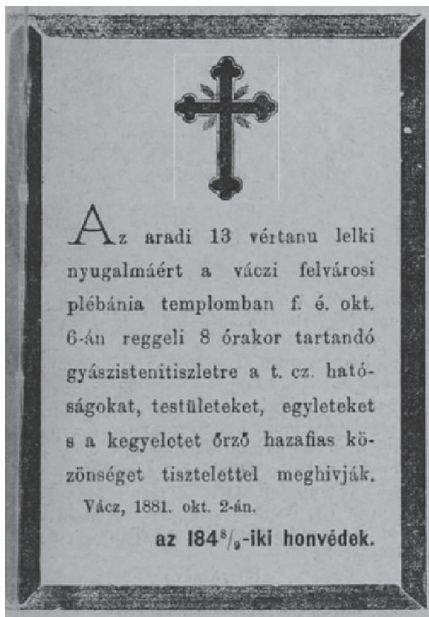 Az aradi 13 vértanu lelki
nyugalmáért a váczi felvárosi
plébánia templomban f. é. okt.
6-án reggeli 8 órakor tartandó
gyászistenitiszletre a t. cz. ható-
ságokat, testületeket, egyleteket
s a kegyeletet őrző hazafias kö-
zönséget tisztelettel meghivják.
Vácz, 1881. okt. 2-án.
az 184⁸/₉-iki honvédek.